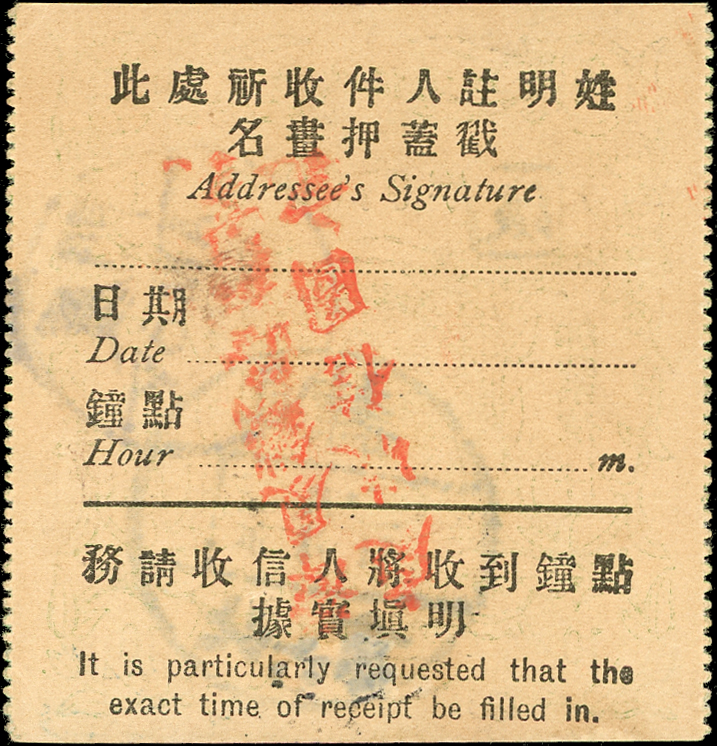 此處祈收件人註明姓
名畫押蓋戳
Addressee's Signature
日期
Date
鐘點
Hour m.
務請收信人將收到鐘點
據實填明
It is particularly requested that the
exact time of receipt be filled in.